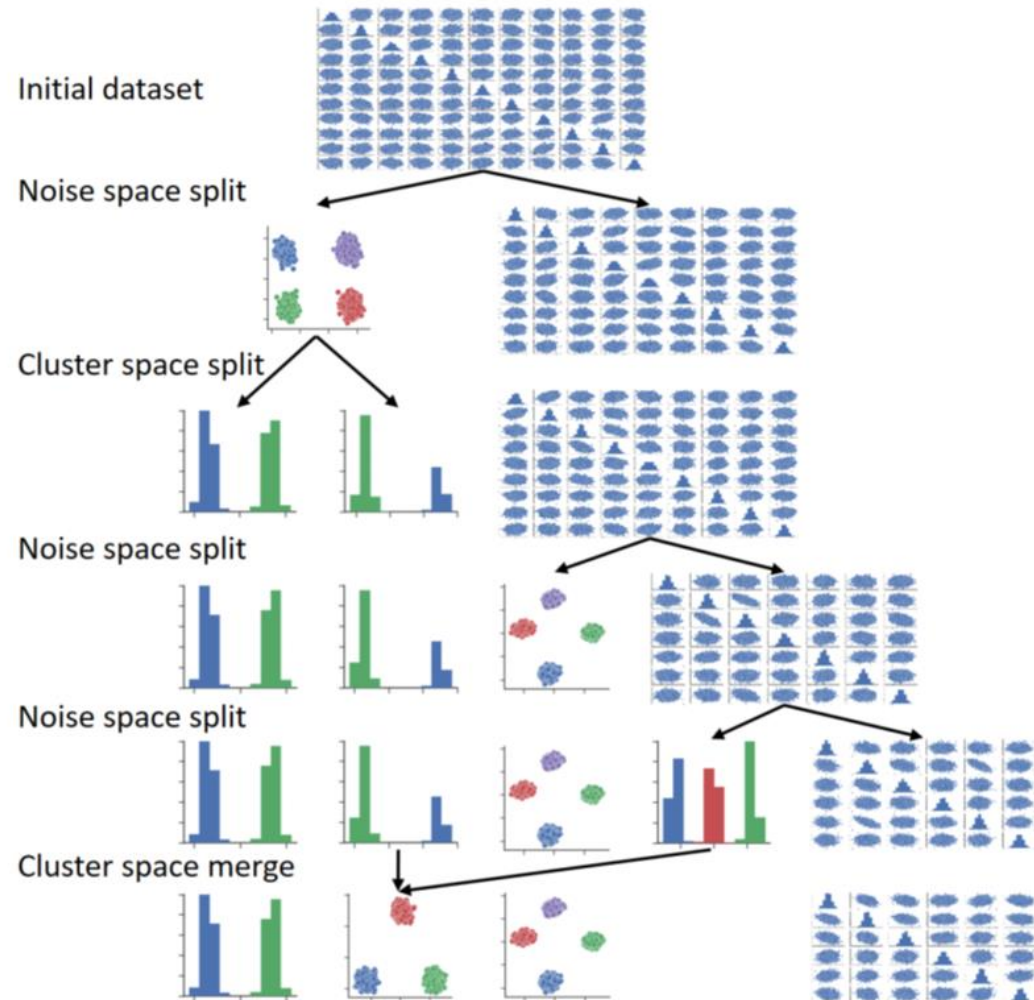 Initial dataset
Noise space split
Cluster space split
Noise space split
Noise space split
Cluster space merge